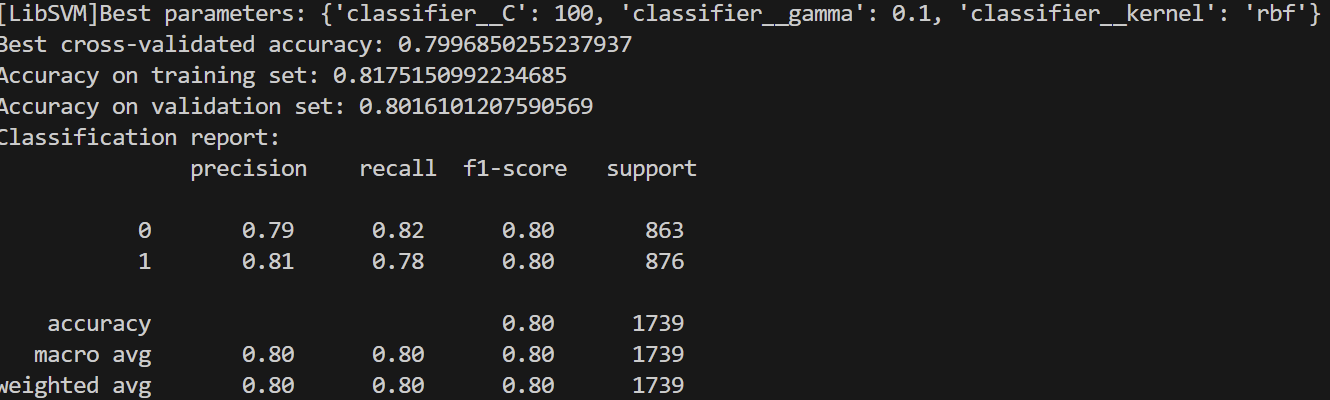 [LibSVM]Best parameters: {'classifier__C': 100, 'classifier__gamma': 0.1, 'classifier__kernel': 'rbf'}
Best cross-validated accuracy: 0.7996850255237937
Accuracy on training set: 0.8175150992234685
Accuracy on validation set: 0.8016101207590569
Classification report:
              precision    recall  f1-score   support

           0       0.79      0.82      0.80       863
           1       0.81      0.78      0.80       876

    accuracy                           0.80      1739
   macro avg       0.80      0.80      0.80      1739
weighted avg       0.80      0.80      0.80      1739